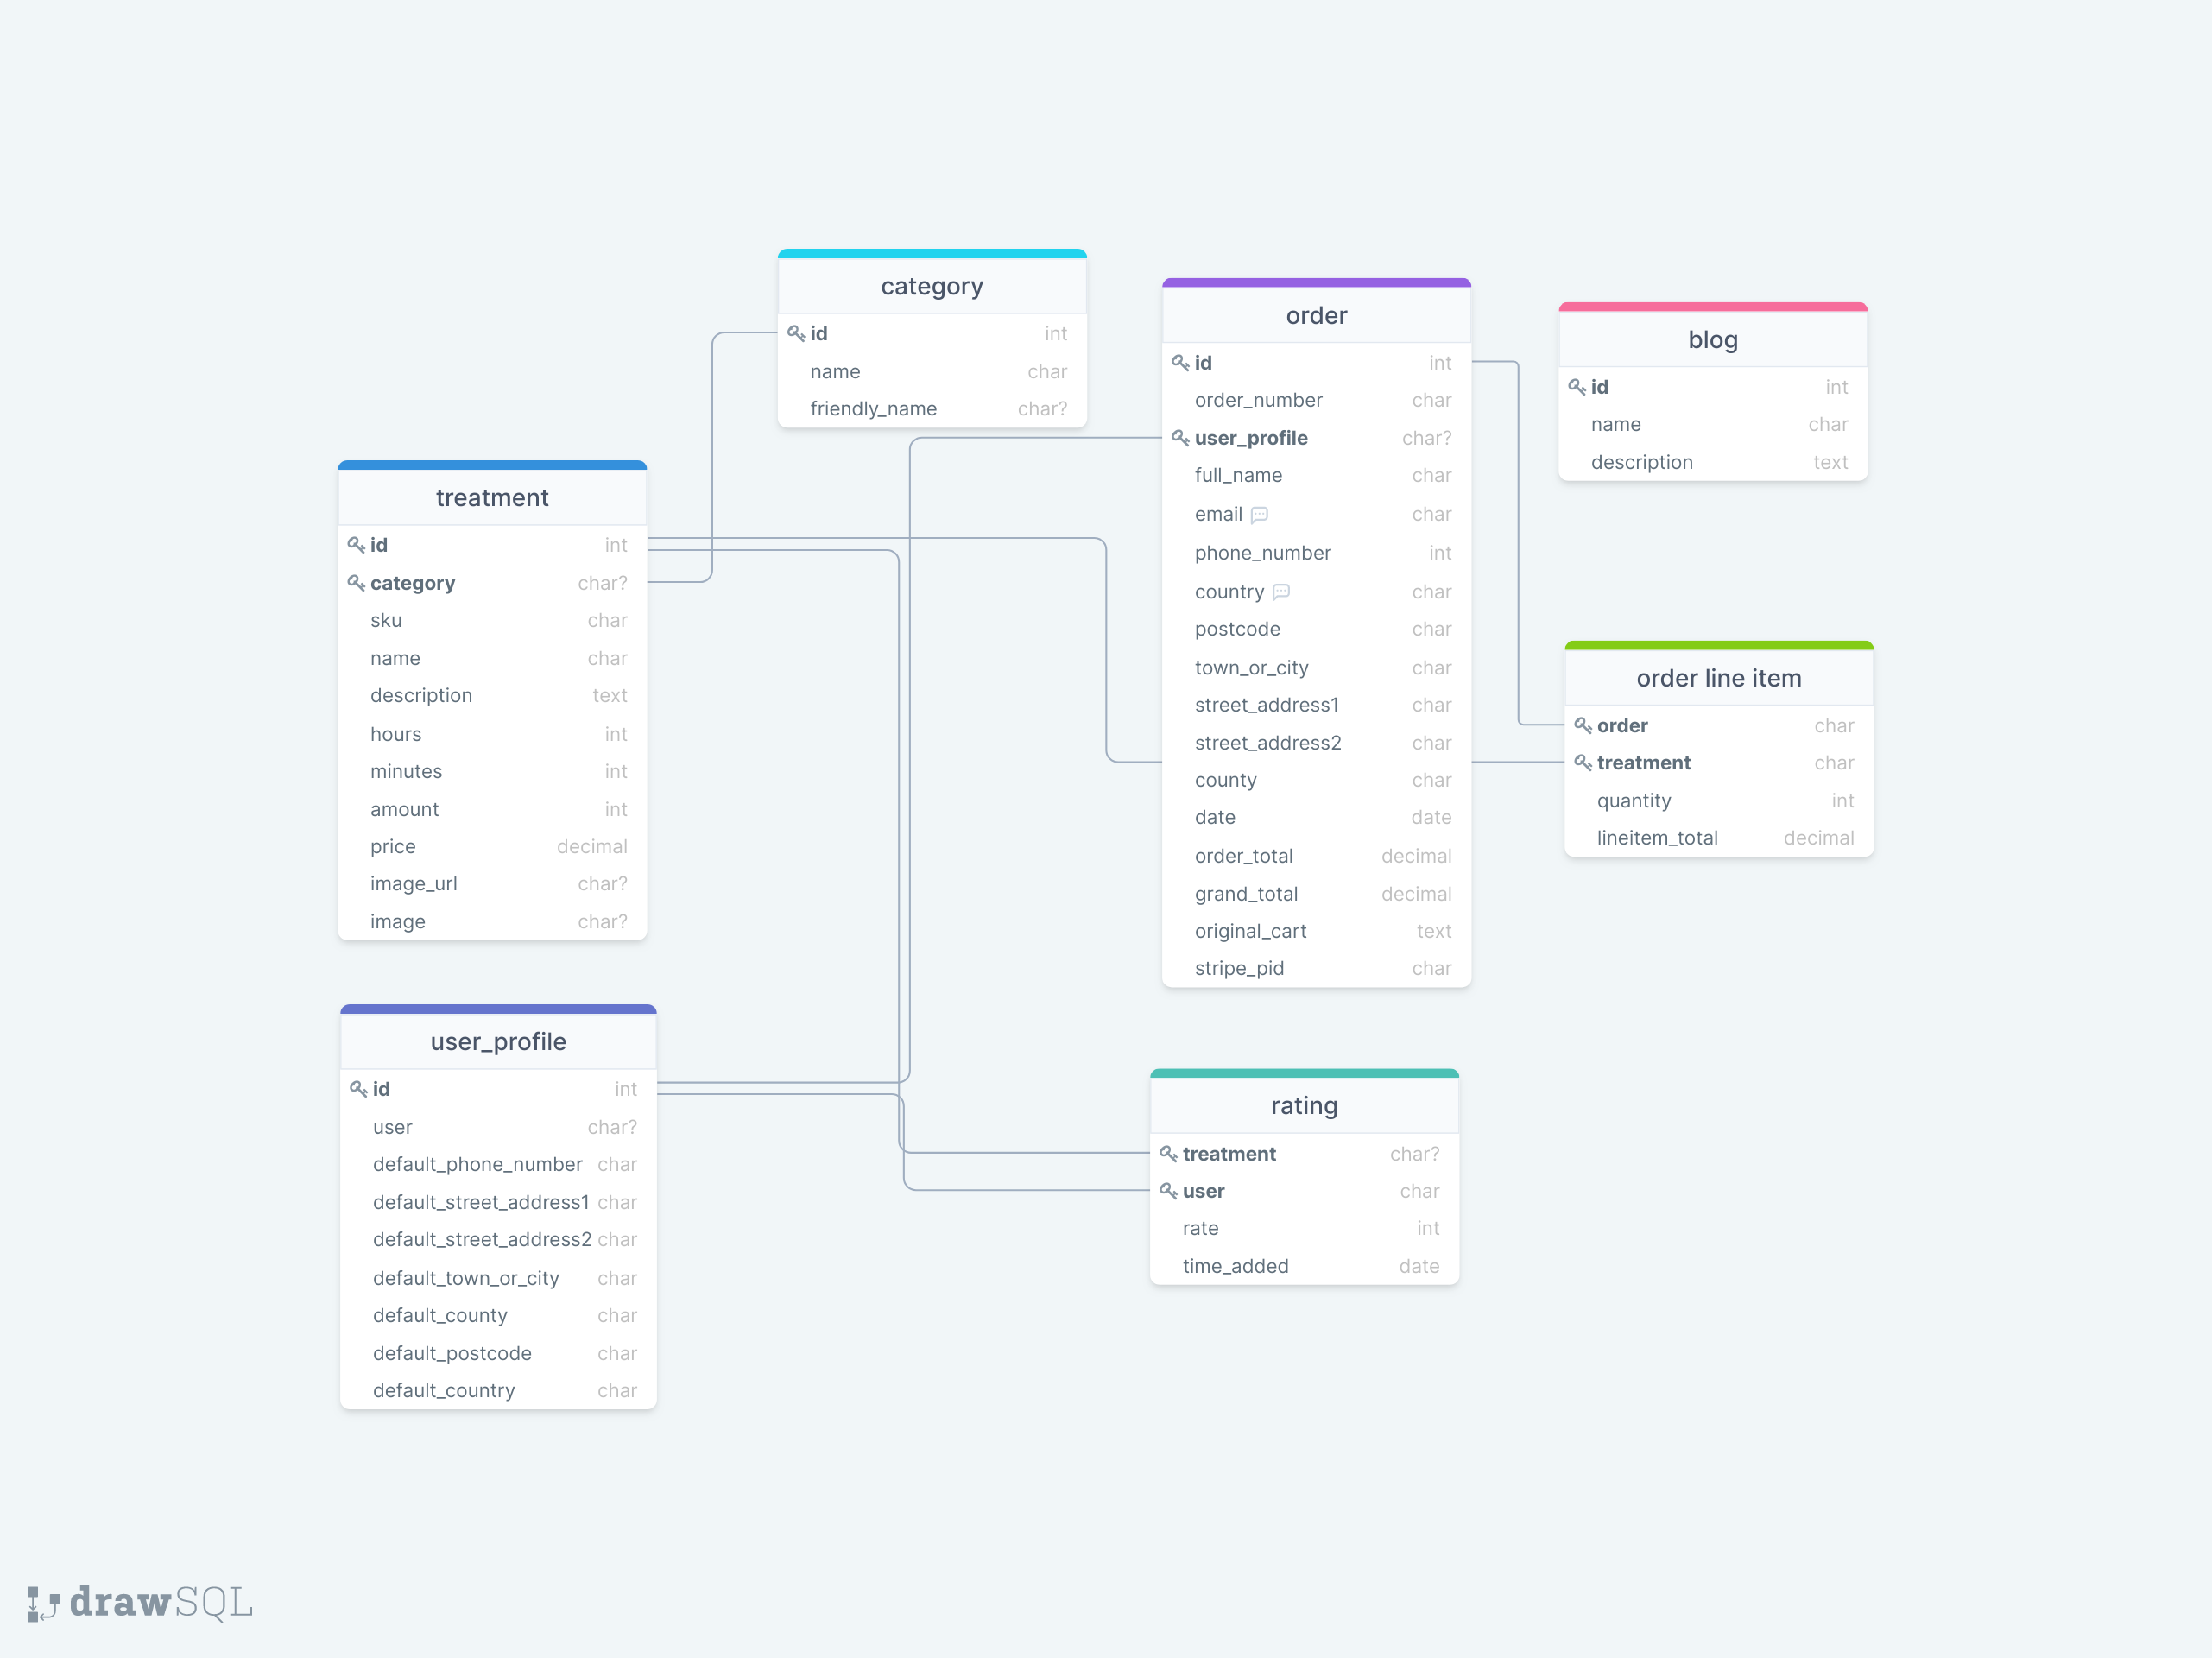 category
id int
name char
friendly_name char?
order
id int
order_number char
user_profile char?
full_name char
email char
phone_number int
country char
postcode char
town_or_city char
street_address1 char
street_address2 char
county char
date date
order_total decimal
grand_total decimal
original_cart text
stripe_pid char
blog
id int
name char
description text
treatment
id int
category char?
sku char
name char
description text
hours int
minutes int
amount int
price decimal
image_url char?
image char?
order line item
order char
treatment char
quantity int
lineitem_total decimal
user_profile
id int
user char?
default_phone_number char
default_street_address1 char
default_street_address2 char
default_town_or_city char
default_county char
default_postcode char
default_country char
rating
treatment char?
user char
rate int
time_added date
drawSQL